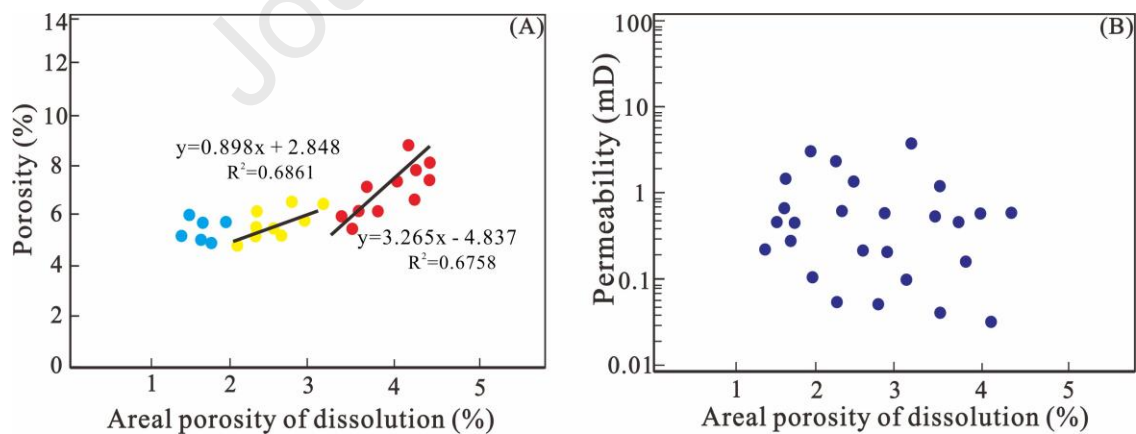 Jou
(A)
Porosity (%)
14
12
10
8
6
4
2
0
y=0.898x + 2.848
R²=0.6861
y=3.265x - 4.837
R²=0.6758
1 2 3 4 5
Areal porosity of dissolution (%)
(B)
Permeability (mD)
100
10
1
0.1
0.01
1 2 3 4 5
Areal porosity of dissolution (%)